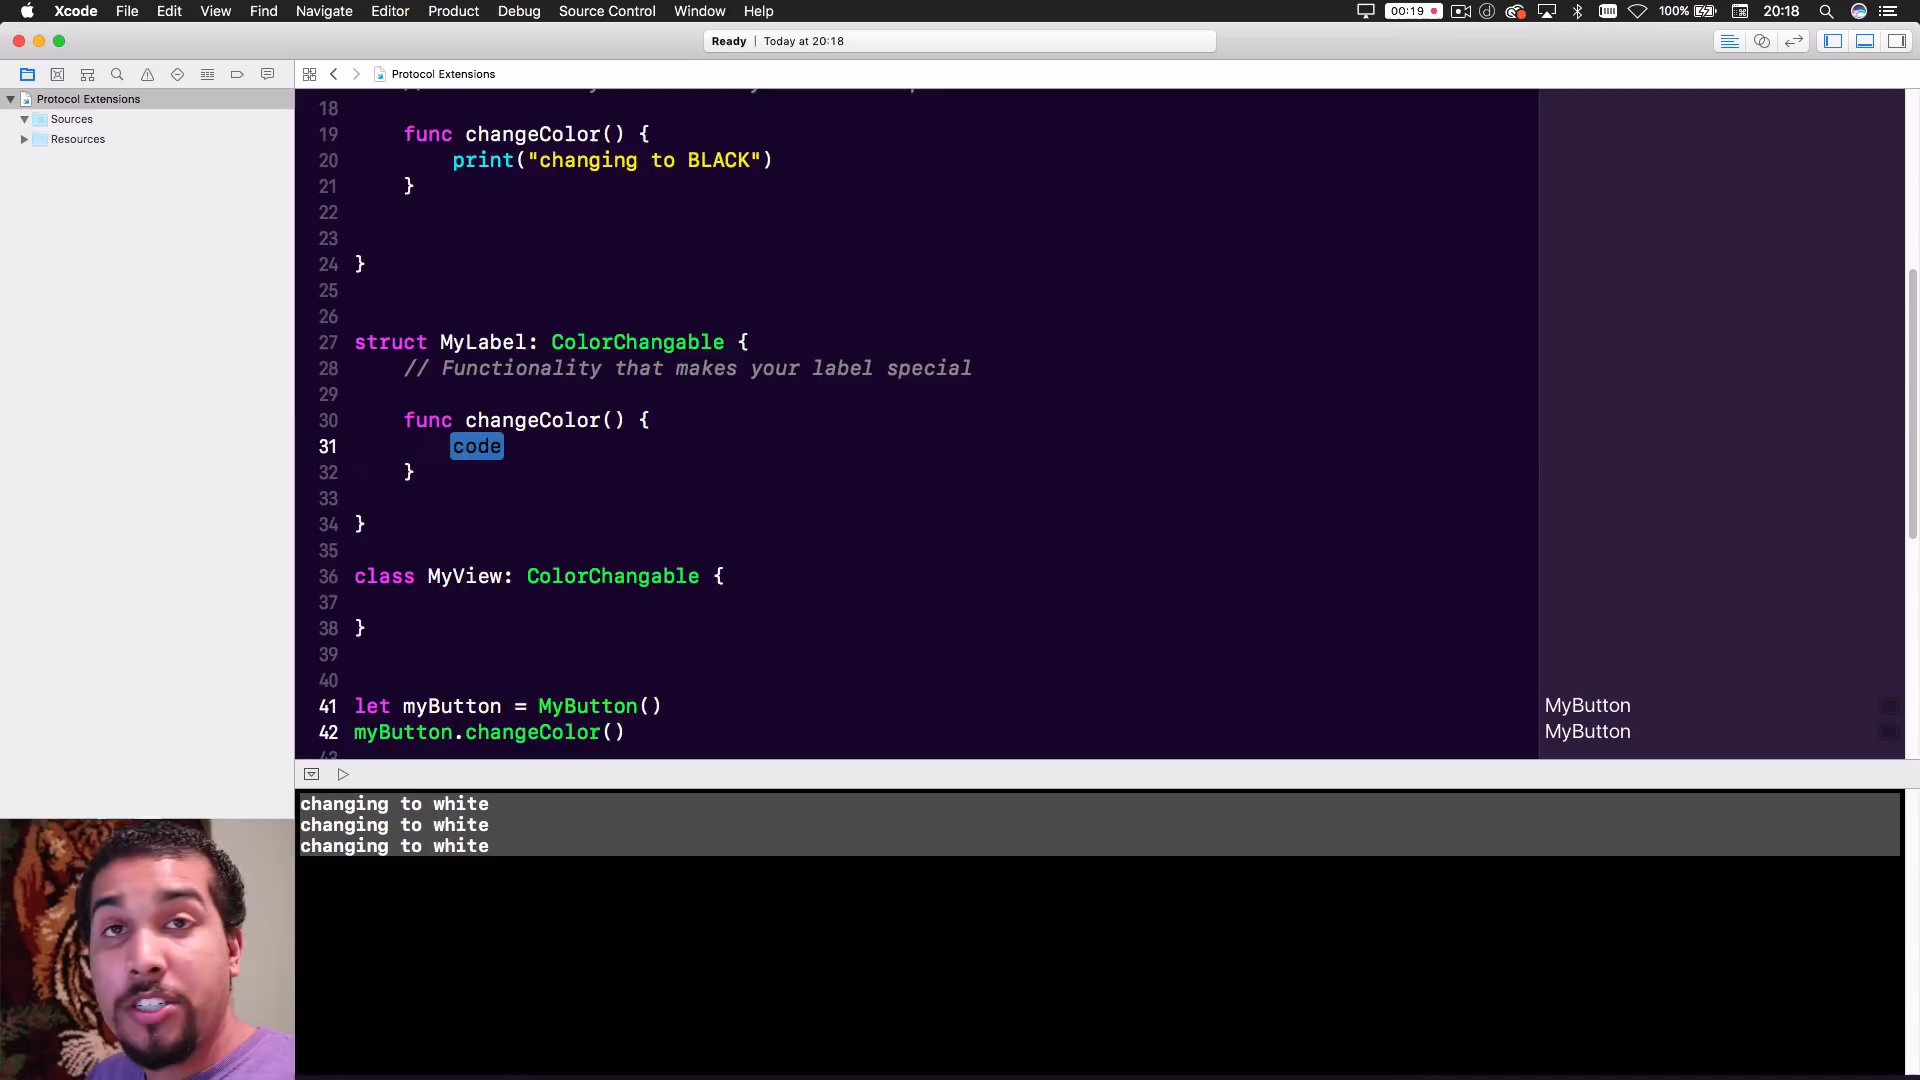 Xcode File Edit View Find Navigate Editor Product Debug Source Control Window Help 00:19 100% 20:18
Ready | Today at 20:18
Protocol Extensions
Protocol Extensions
Sources
Resources
18
19 func changeColor() {
20 print("changing to BLACK")
21 }
22
23
24 }
25
26
27 struct MyLabel: ColorChangable {
28 // Functionality that makes your label special
29
30 func changeColor() {
31 code
32 }
33
34 }
35
36 class MyView: ColorChangable {
37
38 }
39
40
41 let myButton = MyButton() MyButton
42 myButton.changeColor() MyButton
changing to white
changing to white
changing to white